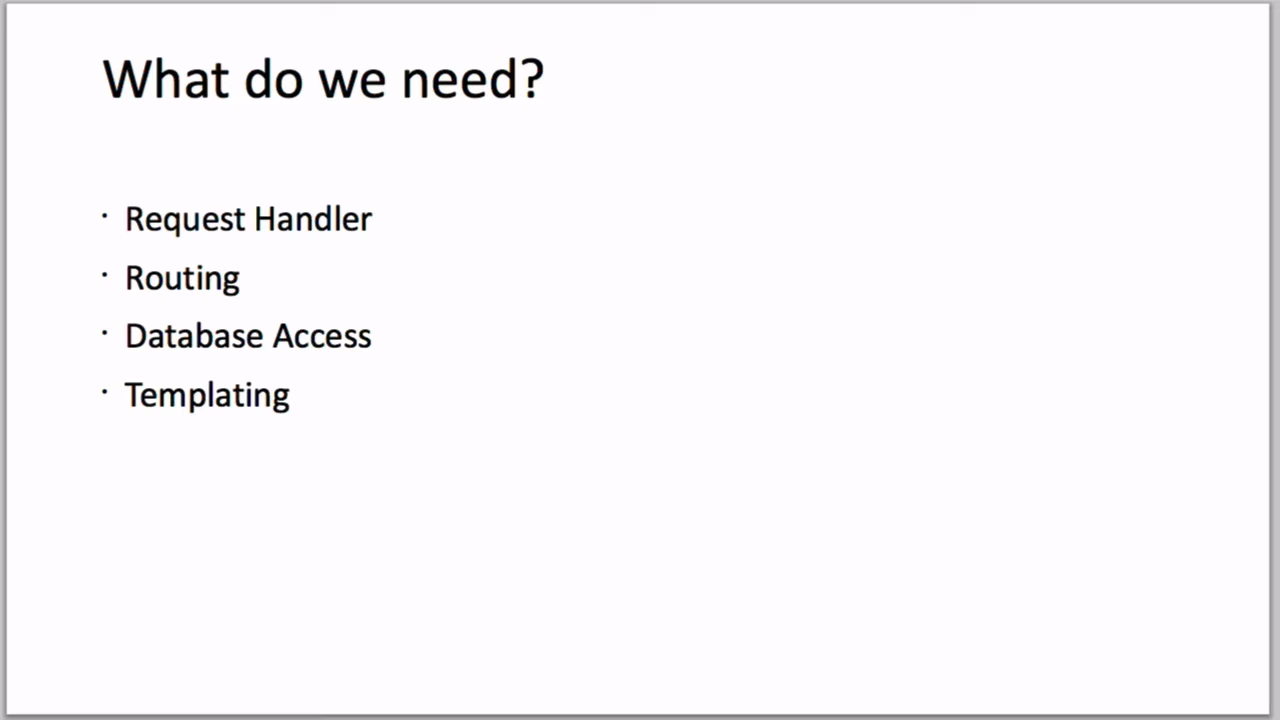 What do we need?
· Request Handler
· Routing
· Database Access
· Templating